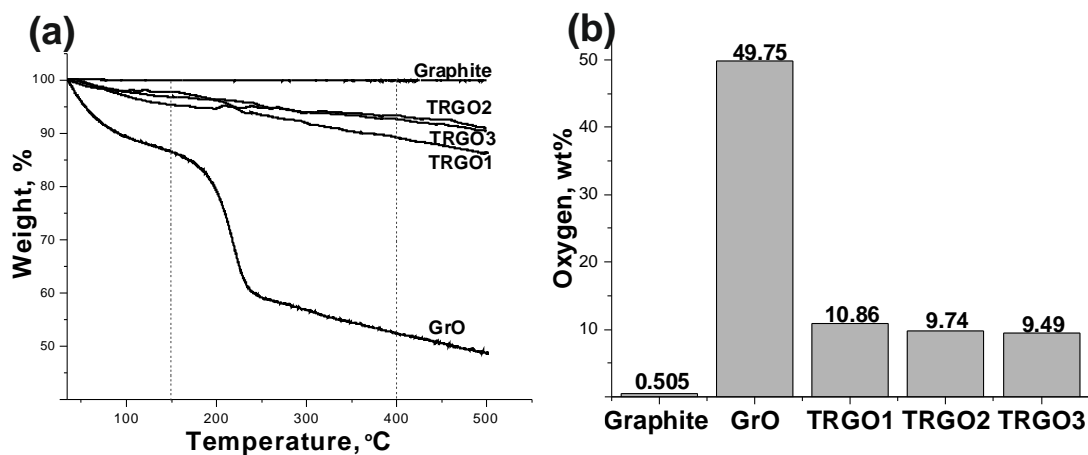 (a)
100
90
80
70
60
50
Weight, %
Graphite
TRGO2
TRGO3
TRGO1
GrO
100
200
300
400
500
Temperature, ºC
(b)
50
40
30
20
10
0
Oxygen, wt%
0.505
49.75
10.86
9.74
9.49
Graphite
GrO
TRGO1
TRGO2
TRGO3